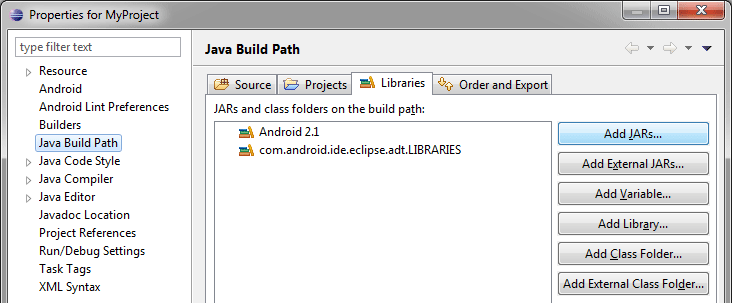 Properties for MyProject
type filter text
Resource
Android
Android Lint Preferences
Builders
Java Build Path
Java Code Style
Java Compiler
Java Editor
Javadoc Location
Project References
Run/Debug Settings
Task Tags
XML Syntax
Java Build Path
Source Projects Libraries Order and Export
JARs and class folders on the build path:
Android 2.1
com.android.ide.eclipse.adt.LIBRARIES
Add JARs...
Add External JARs...
Add Variable...
Add Library...
Add Class Folder...
Add External Class Folder...